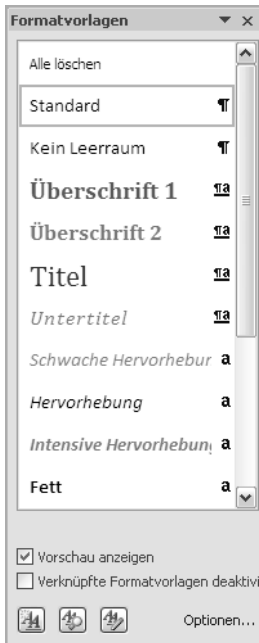 Formatvorlagen
Alle löschen
Standard ¶
Kein Leerraum ¶
Überschrift 1 ¶a
Überschrift 2 ¶a
Titel ¶a
Untertitel ¶a
Schwache Hervorhebur a
Hervorhebung a
Intensive Hervorhebung a
Fett a
Vorschau anzeigen
Verknüpfte Formatvorlagen deaktivi
Optionen...